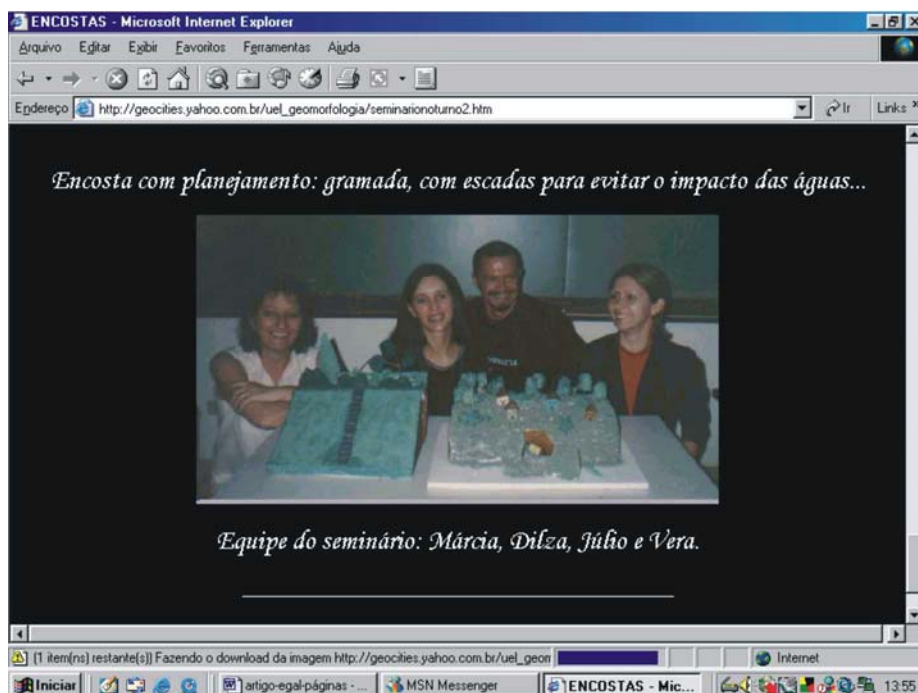 ENCOSTAS - Microsoft Internet Explorer
Arquivo Editar Exibir Favoritos Ferramentas Ajuda
Endereço http://geocities.yahoo.com.br/uel_geomorfologia/seminarionoturno2.htm Ir Links
Encosta com planejamento: gramada, com escadas para evitar o impacto das águas...
Equipe do seminário: Márcia, Dilza, Júlio e Vera.
(1 item(ns) restante(s)) Fazendo o download da imagem http://geocities.yahoo.com.br/uel_geon Internet
Iniciar artigo-egal-páginas - ... MSN Messenger ENCOSTAS - Mic... 13:55